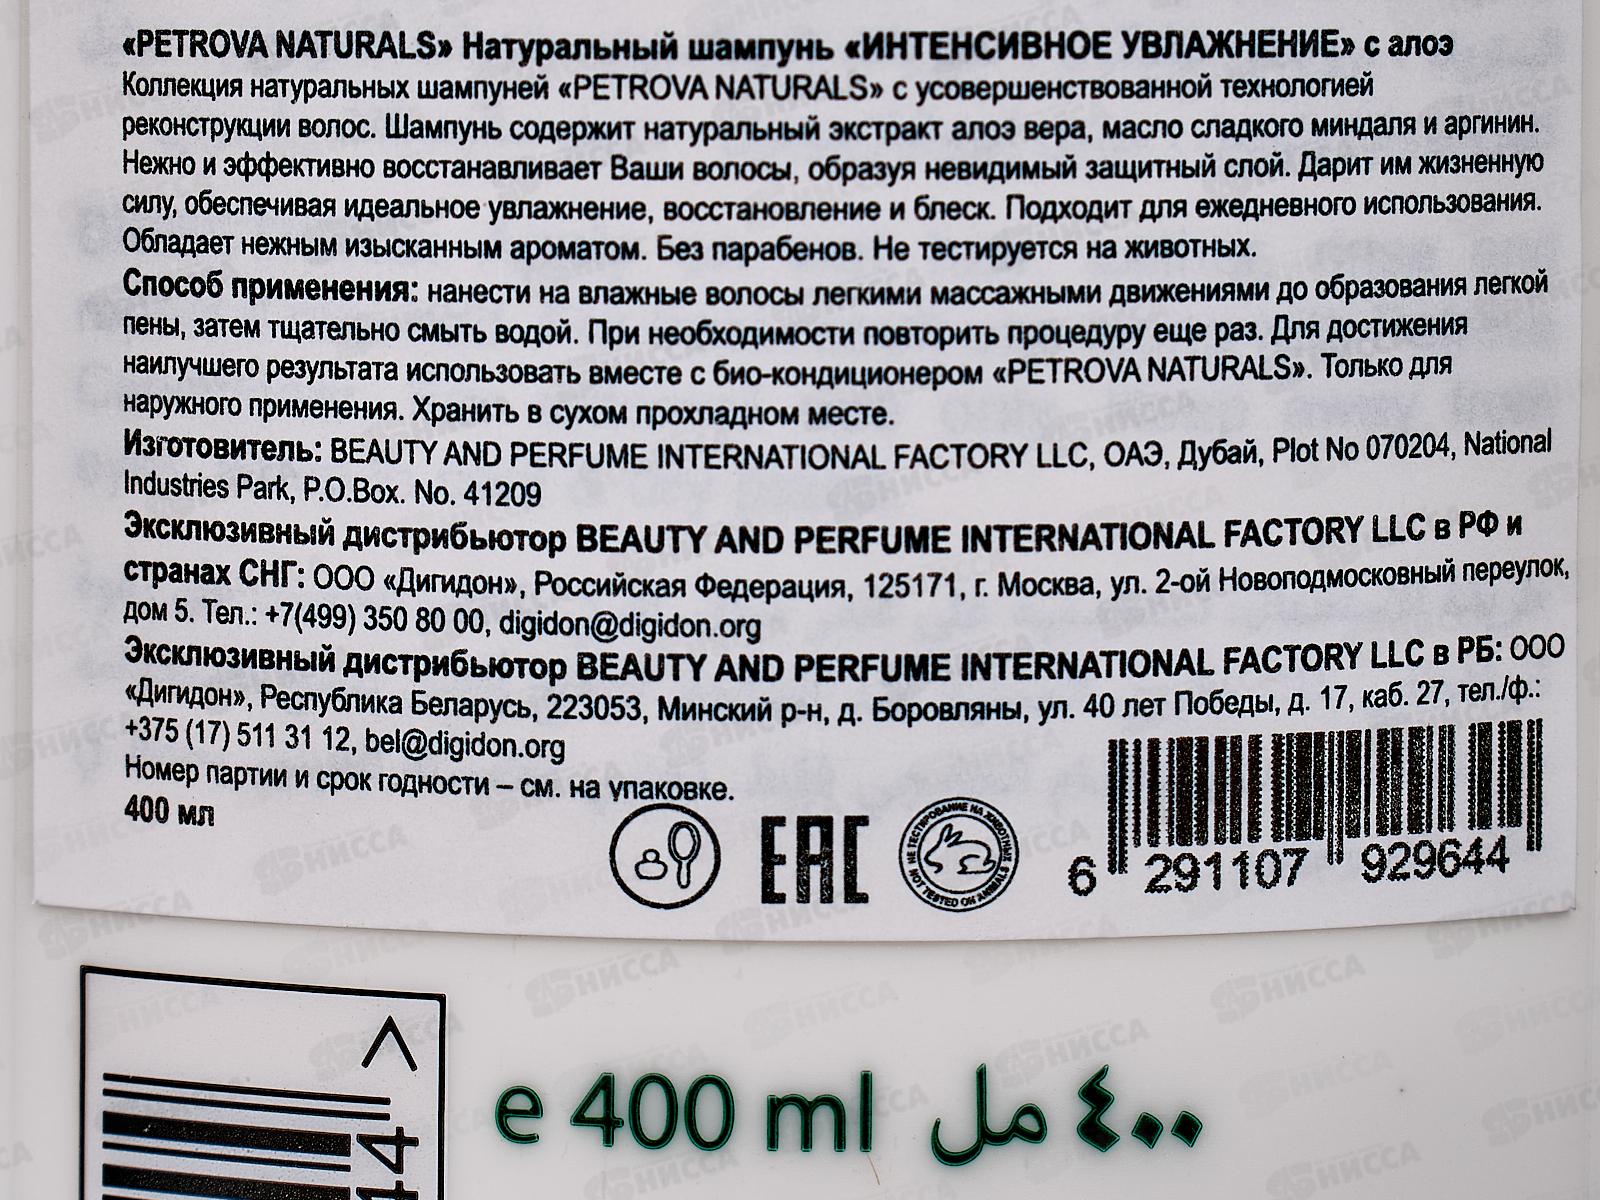 «PETROVA NATURALS» Натуральный шампунь «ИНТЕНСИВНОЕ УВЛАЖНЕНИЕ» с алоэ
Коллекция натуральных шампуней «PETROVA NATURALS» с усовершенствованной технологией
реконструкции волос. Шампунь содержит натуральный экстракт алоэ вера, масло сладкого миндаля и аргинин.
Нежно и эффективно восстанавливает Ваши волосы, образуя невидимый защитный слой. Дарит им жизненную
силу, обеспечивая идеальное увлажнение, восстановление и блеск. Подходит для ежедневного использования.
Обладает нежным изысканным ароматом. Без парабенов. Не тестируется на животных.
Способ применения: нанести на влажные волосы легкими массажными движениями до образования легкой
пены, затем тщательно смыть водой. При необходимости повторить процедуру еще раз. Для достижения
наилучшего результата использовать вместе с био-кондиционером «PETROVA NATURALS». Только для
наружного применения. Хранить в сухом прохладном месте.
Изготовитель: BEAUTY AND PERFUME INTERNATIONAL FACTORY LLC, ОАЭ, Дубай, Plot No 070204, National
Industries Park, P.O.Box. No. 41209
Эксклюзивный дистрибьютор BEAUTY AND PERFUME INTERNATIONAL FACTORY LLC в РФ и
странах СНГ: ООО «Дигидон», Российская Федерация, 125171, г. Москва, ул. 2-ой Новоподмосковный переулок,
дом 5. Тел.: +7(499) 350 80 00, digidon@digidon.org
Эксклюзивный дистрибьютор BEAUTY AND PERFUME INTERNATIONAL FACTORY LLC в РБ: ООО
«Дигидон», Республика Беларусь, 223053, Минский р-н, д. Боровляны, ул. 40 лет Победы, д. 17, каб. 27, тел./ф.:
+375 (17) 511 31 12, bel@digidon.org
Номер партии и срок годности – см. на упаковке.
400 мл
EAC
НЕ ТЕСТИРОВАНО НА ЖИВОТНЫХ
NOT TESTED ON ANIMALS
6 291107 929644
>
44
e 400 ml ٤٠٠ مل
НИССА